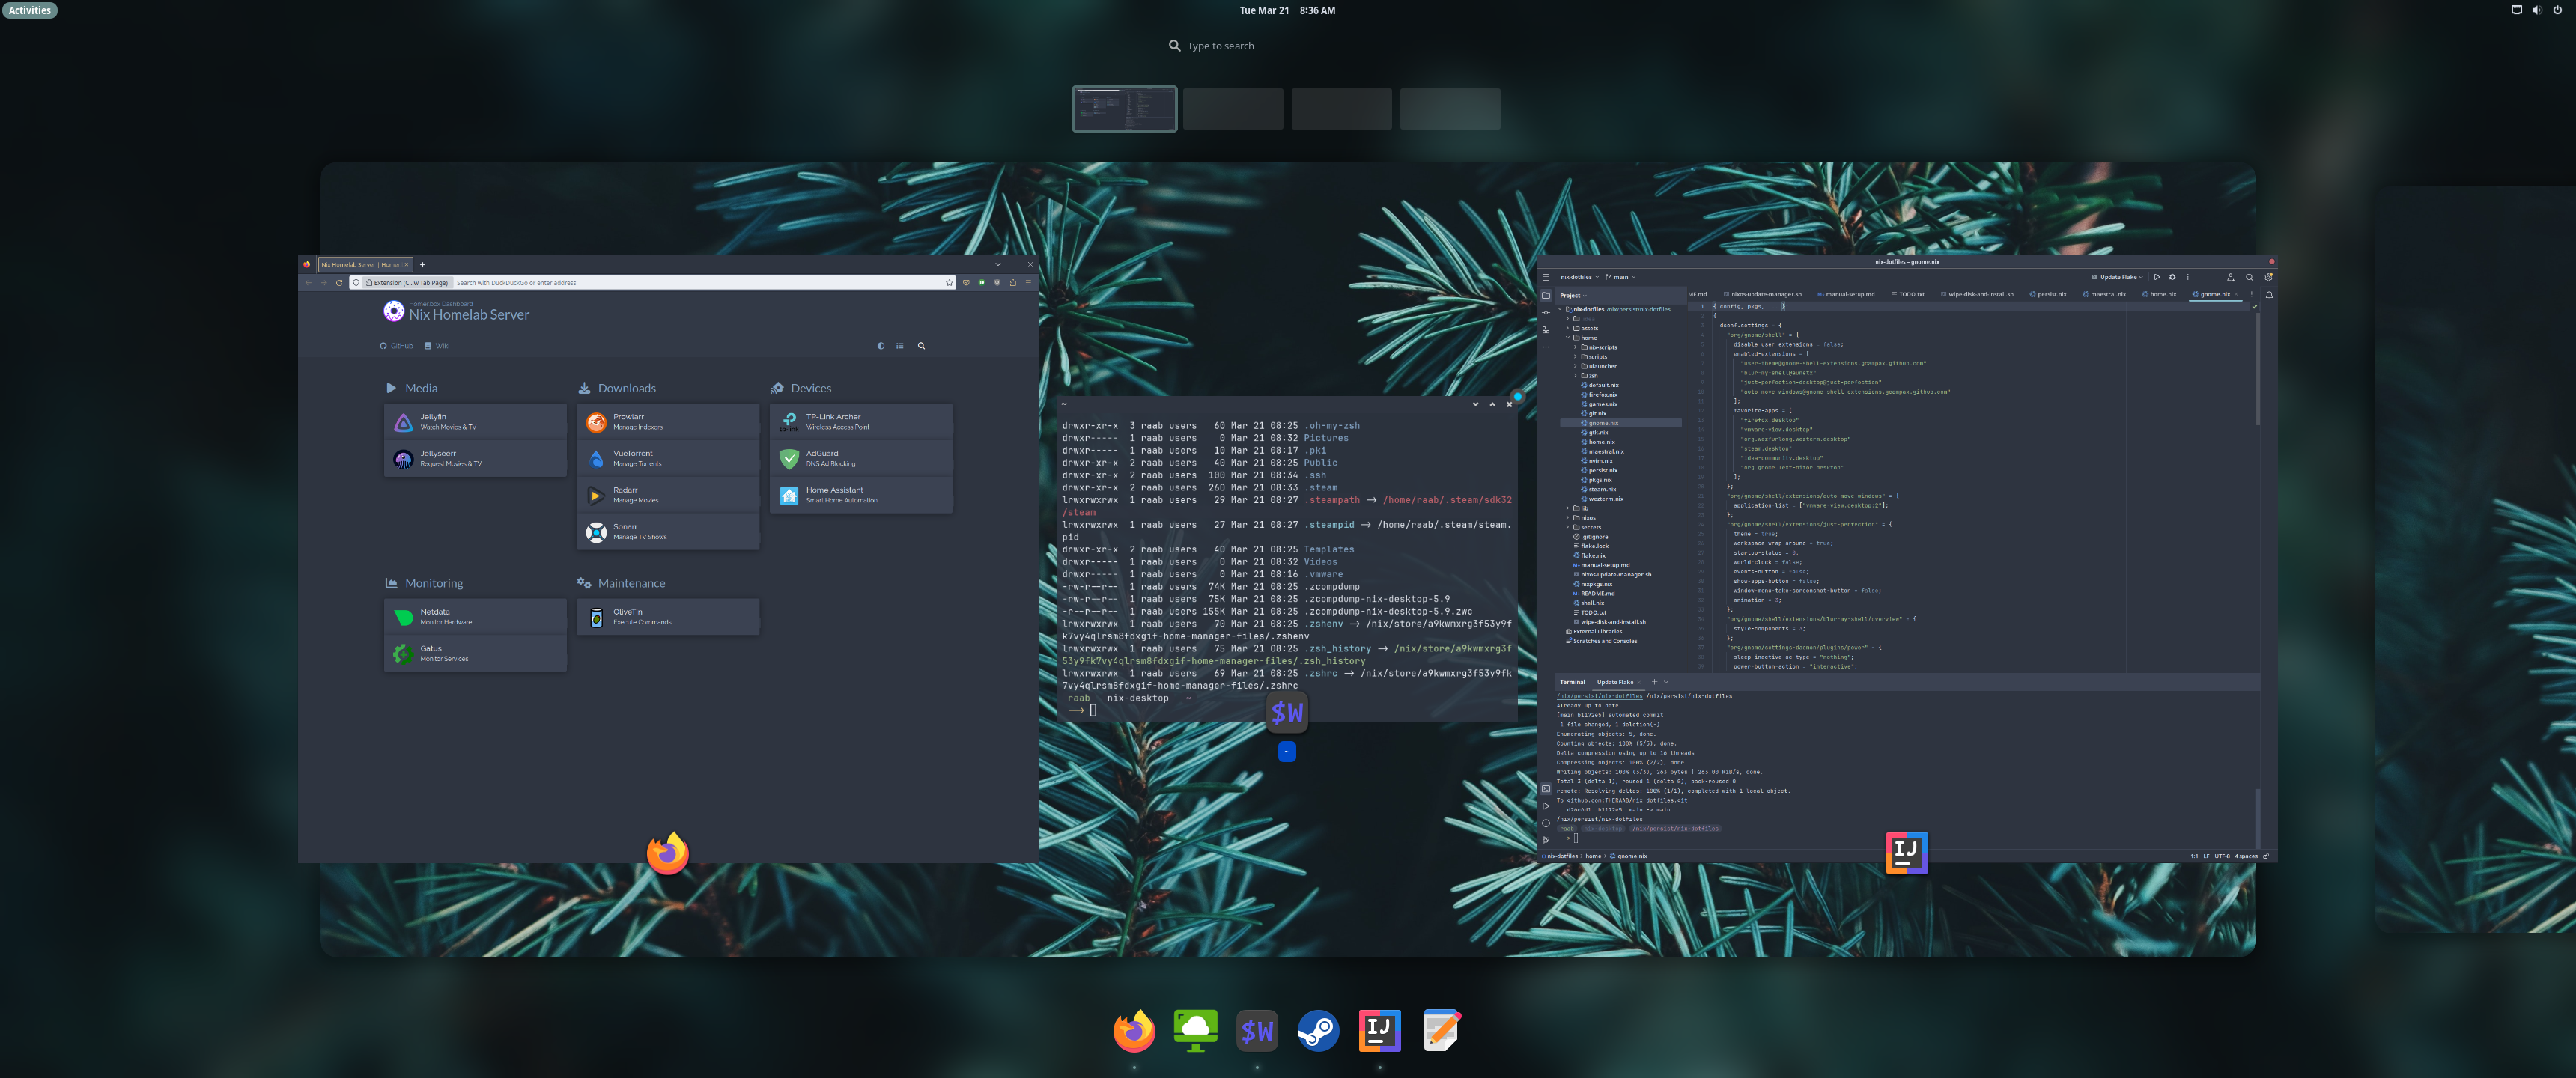 Activities
Tue Mar 21 8:36 AM
Type to search
Nix Homelab Server | Homer
Extension (C...w Tab Page)
Search with DuckDuckGo or enter address
Homerbox Dashboard
Nix Homelab Server
GitHub
Wiki
Media
Jellyfin
Watch Movies & TV
Jellyseerr
Request Movies & TV
Downloads
Prowlarr
Manage Indexers
VueTorrent
Manage Torrents
Radarr
Manage Movies
Sonarr
Manage TV Shows
Devices
tp-link
TP-Link Archer
Wireless Access Point
AdGuard
DNS Ad Blocking
Home Assistant
Smart Home Automation
Monitoring
Netdata
Monitor Hardware
Gatus
Monitor Services
Maintenance
OliveTin
Execute Commands
~
drwxr-xr-x 3 raab users 60 Mar 21 08:25 .oh-my-zsh
drwxr----- 1 raab users 0 Mar 21 08:32 Pictures
drwxr----- 1 raab users 10 Mar 21 08:17 .pki
drwxr-xr-x 2 raab users 40 Mar 21 08:25 Public
drwxr-xr-x 2 raab users 100 Mar 21 08:34 .ssh
drwxr-xr-x 2 raab users 260 Mar 21 08:33 .steam
lrwxrwxrwx 1 raab users 29 Mar 21 08:27 .steampath -> /home/raab/.steam/sdk32
/steam
lrwxrwxrwx 1 raab users 27 Mar 21 08:27 .steampid -> /home/raab/.steam/steam.
pid
drwxr-xr-x 2 raab users 40 Mar 21 08:25 Templates
drwxr----- 1 raab users 0 Mar 21 08:32 Videos
drwxr----- 1 raab users 0 Mar 21 08:16 .vmware
-rw-r--r-- 1 raab users 74K Mar 21 08:25 .zcompdump
-rw-r--r-- 1 raab users 75K Mar 21 08:25 .zcompdump-nix-desktop-5.9
-r--r--r-- 1 raab users 155K Mar 21 08:25 .zcompdump-nix-desktop-5.9.zwc
lrwxrwxrwx 1 raab users 70 Mar 21 08:25 .zshenv -> /nix/store/a9kwmxrg3f53y9f
k7vy4qlrsm8fdxgif-home-manager-files/.zshenv
lrwxrwxrwx 1 raab users 75 Mar 21 08:25 .zsh_history -> /nix/store/a9kwmxrg3f
53y9fk7vy4qlrsm8fdxgif-home-manager-files/.zsh_history
lrwxrwxrwx 1 raab users 69 Mar 21 08:25 .zshrc -> /nix/store/a9kwmxrg3f53y9fk
7vy4qlrsm8fdxgif-home-manager-files/.zshrc
raab nix-desktop ~
->
$W
~
nix-dotfiles – gnome.nix
nix-dotfiles
main
Update Flake
Project
nixos-update-manager.sh
manual-setup.md
TODO.txt
wipe-disk-and-install.sh
persist.nix
maestral.nix
home.nix
gnome.nix
nix-dotfiles /nix/persist/nix-dotfiles
assets
home
nix-scripts
scripts
ulauncher
zsh
default.nix
firefox.nix
games.nix
git.nix
gnome.nix
gtk.nix
home.nix
maestral.nix
mime.nix
persist.nix
pkgs.nix
steam.nix
wezterm.nix
lib
nixos
secrets
.gitignore
flake.lock
flake.nix
manual-setup.md
nixos-update-manager.sh
nixpkgs.nix
README.md
shell.nix
TODO.txt
wipe-disk-and-install.sh
External Libraries
Scratches and Consoles
{ config, pkgs, ... }:
{
dconf.settings = {
"org/gnome/shell" = {
disable-user-extensions = false;
enabled-extensions = [
"user-theme@gnome-shell-extensions.gcampax.github.com"
"blur-my-shell@aunetx"
"just-perfection-desktop@just-perfection"
"auto-move-windows@gnome-shell-extensions.gcampax.github.com"
];
favorite-apps = [
"firefox.desktop"
"vmware-view.desktop"
"org.wezfurlong.wezterm.desktop"
"steam.desktop"
"idea-community.desktop"
"org.gnome.TextEditor.desktop"
];
};
"org/gnome/shell/extensions/auto-move-windows" = {
application-list = ["vmware-view.desktop:2"];
};
"org/gnome/shell/extensions/just-perfection" = {
theme = true;
workspace-wrap-around = true;
startup-status = 0;
world-clock = false;
events-button = false;
show-apps-button = false;
window-menu-take-screenshot-button = false;
animation = 3;
};
"org/gnome/shell/extensions/blur-my-shell/overview" = {
style-components = 3;
};
"org/gnome/settings-daemon/plugins/power" = {
sleep-inactive-ac-type = "nothing";
power-button-action = "interactive";
Terminal
Update Flake
/nix/persist/nix-dotfiles /nix/persist/nix-dotfiles
Already up to date.
[main b1172e5] automated commit
1 file changed, 1 deletion(-)
Enumerating objects: 5, done.
Counting objects: 100% (5/5), done.
Delta compression using up to 16 threads
Compressing objects: 100% (2/2), done.
Writing objects: 100% (3/3), 263 bytes | 263.00 KiB/s, done.
Total 3 (delta 1), reused 1 (delta 0), pack-reused 0
remote: Resolving deltas: 100% (1/1), completed with 1 local object.
To github.com:THERAAB/nix-dotfiles.git
main -> main
/nix/persist/nix-dotfiles
raab nix-desktop /nix/persist/nix-dotfiles
-->
nix-dotfiles > home > gnome.nix
1:1 LF UTF-8 4 spaces
IJ
$W
IJ